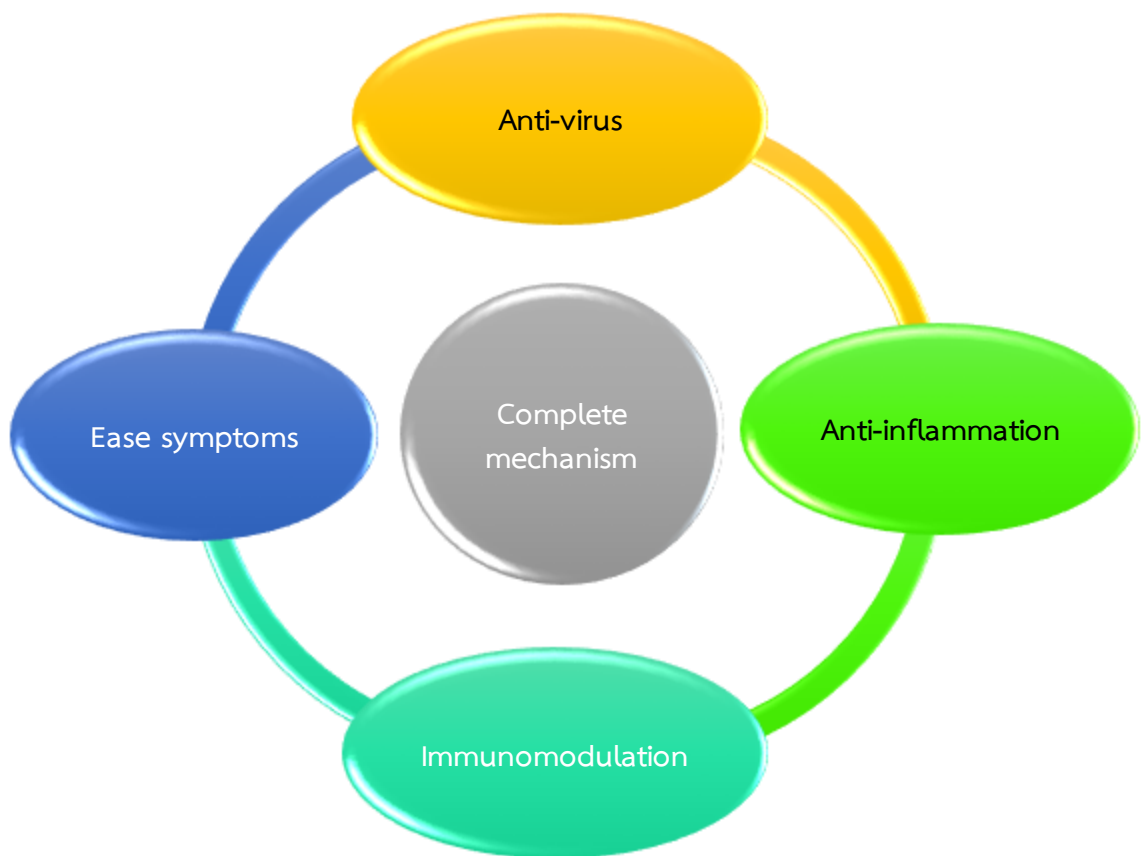 Anti-virus
Ease symptoms
Complete
mechanism
Anti-inflammation
Immunomodulation